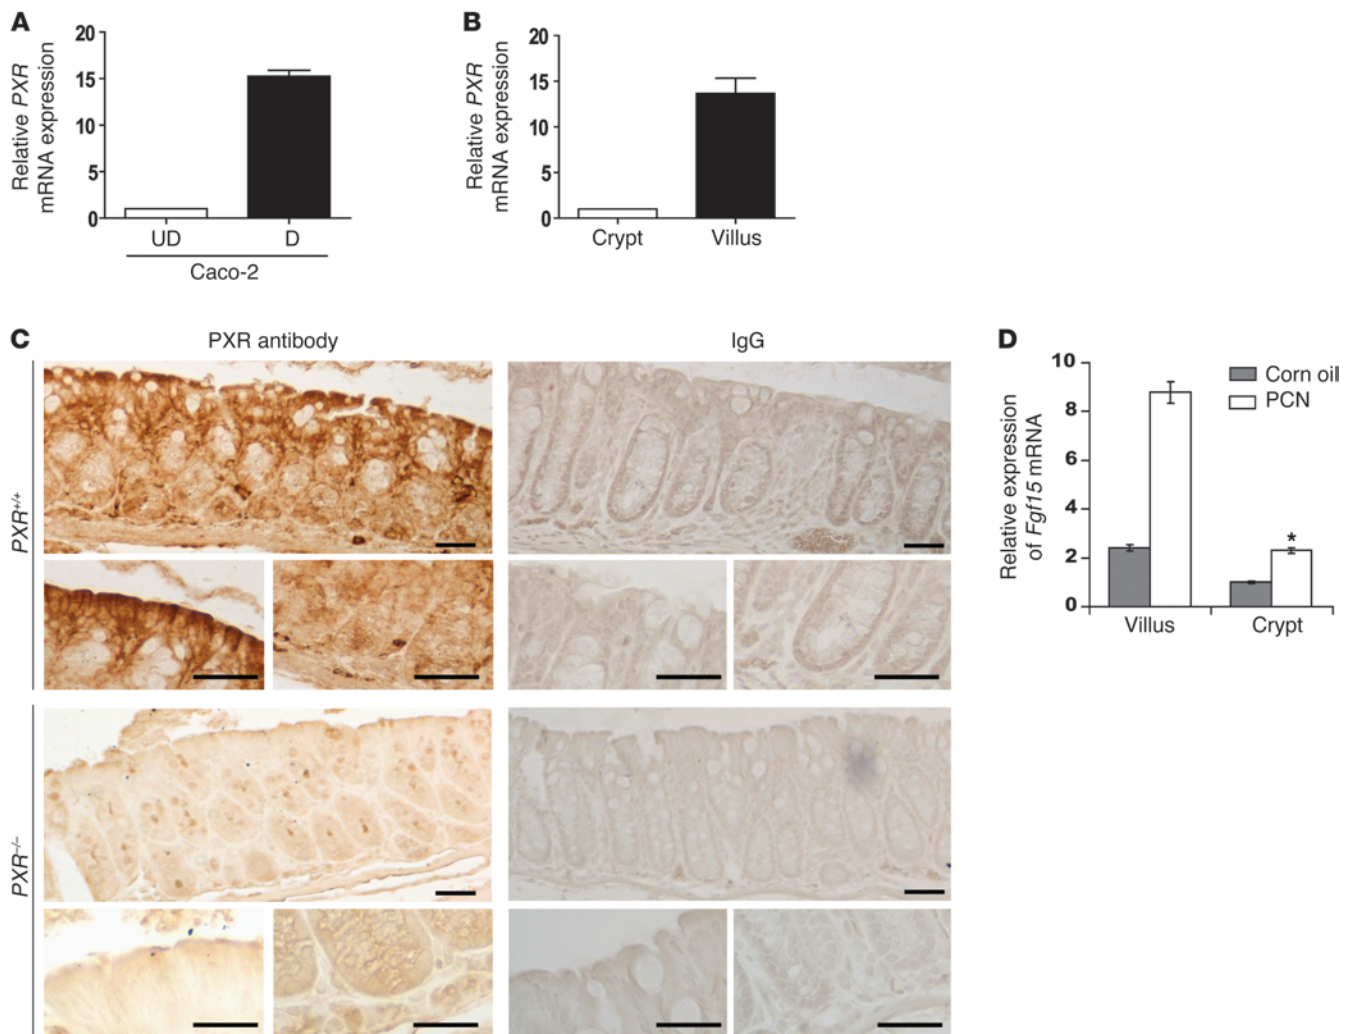 A
Relative PXR
mRNA expression
20
15
10
5
0
UD D
Caco-2
B
Relative PXR
mRNA expression
20
15
10
5
0
Crypt Villus
C
PXR antibody IgG
PXR+/+
PXR–/–
D
Relative expression
of Fgf15 mRNA
10
8
6
4
2
0
Corn oil
PCN
*
Villus Crypt